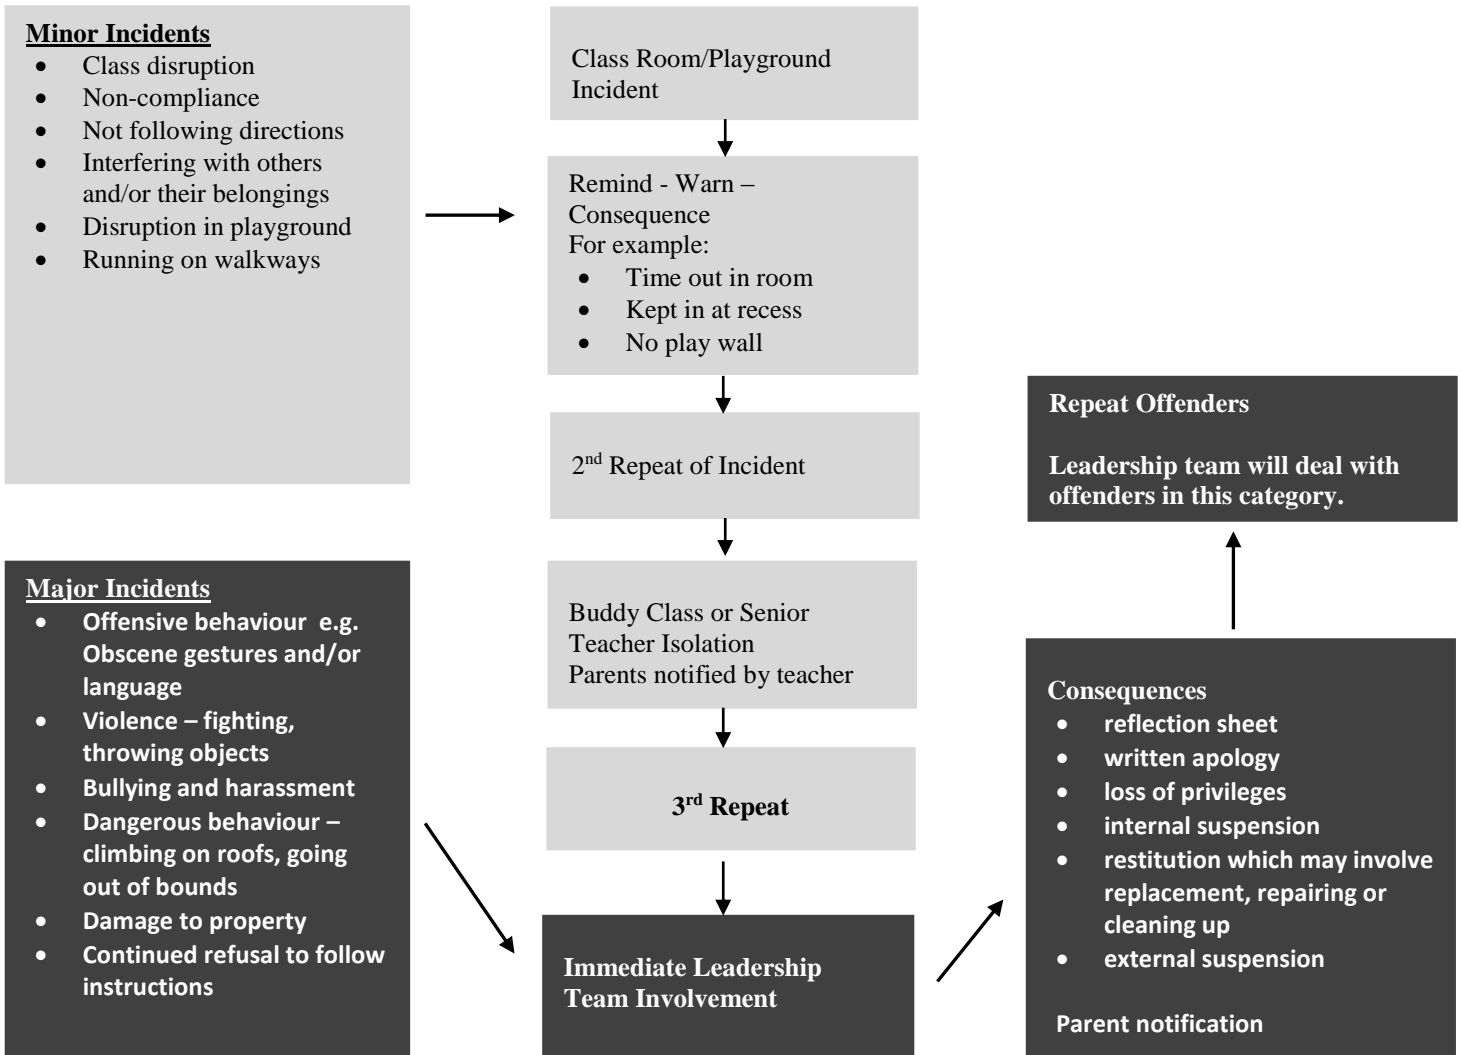 Minor Incidents
• Class disruption
• Non-compliance
• Not following directions
• Interfering with others
and/or their belongings
• Disruption in playground
• Running on walkways
Class Room/Playground
Incident
Remind - Warn –
Consequence
For example:
• Time out in room
• Kept in at recess
• No play wall
2nd Repeat of Incident
Buddy Class or Senior
Teacher Isolation
Parents notified by teacher
3rd Repeat
Major Incidents
• Offensive behaviour  e.g.
Obscene gestures and/or
language
• Violence – fighting,
throwing objects
• Bullying and harassment
• Dangerous behaviour –
climbing on roofs, going
out of bounds
• Damage to property
• Continued refusal to follow
instructions
Immediate Leadership
Team Involvement
Consequences
• reflection sheet
• written apology
• loss of privileges
• internal suspension
• restitution which may involve
replacement, repairing or
cleaning up
• external suspension
Parent notification
Repeat Offenders
Leadership team will deal with
offenders in this category.